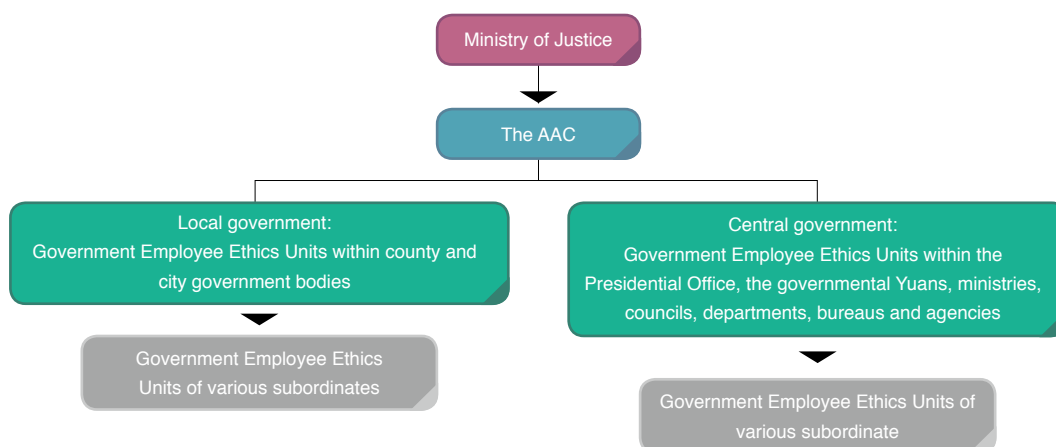 Ministry of Justice
The AAC
Local government:
Government Employee Ethics Units within county and
city government bodies
Central government:
Government Employee Ethics Units within the
Presidential Office, the governmental Yuans, ministries,
councils, departments, bureaus and agencies
Government Employee Ethics
Units of various subordinates
Government Employee Ethics Units of
various subordinate